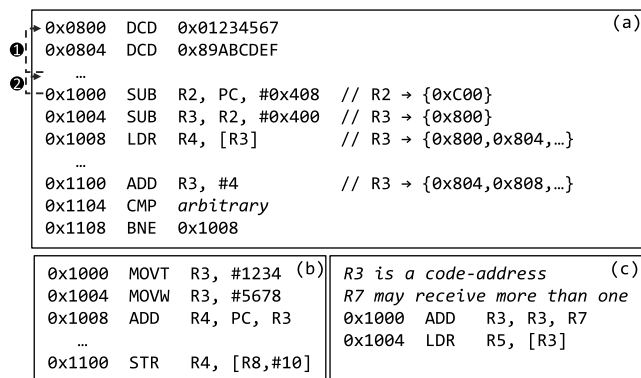 (a)
0x0800 DCD 0x01234567
❶ 0x0804 DCD 0x89ABCDEF
❷ …
0x1000 SUB R2, PC, #0x408 // R2 → {0xC00}
0x1004 SUB R3, R2, #0x400 // R3 → {0x800}
0x1008 LDR R4, [R3] // R3 → {0x800,0x804,…}
…
0x1100 ADD R3, #4 // R3 → {0x804,0x808,…}
0x1104 CMP arbitrary
0x1108 BNE 0x1008
(b)
0x1000 MOVT R3, #1234
0x1004 MOVW R3, #5678
0x1008 ADD R4, PC, R3
…
0x1100 STR R4, [R8,#10]
(c)
R3 is a code-address
R7 may receive more than one
0x1000 ADD R3, R3, R7
0x1004 LDR R5, [R3]